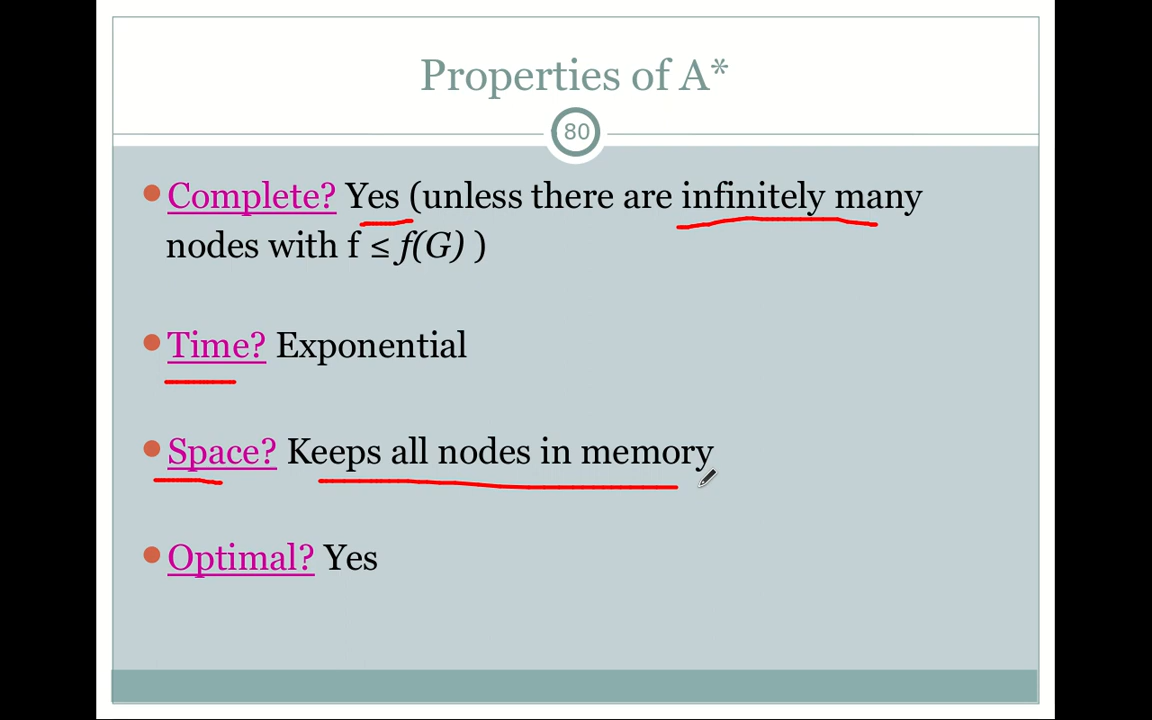 Properties of A*
80
Complete? Yes (unless there are infinitely many
nodes with f ≤ f(G) )
Time? Exponential
Space? Keeps all nodes in memory
Optimal? Yes